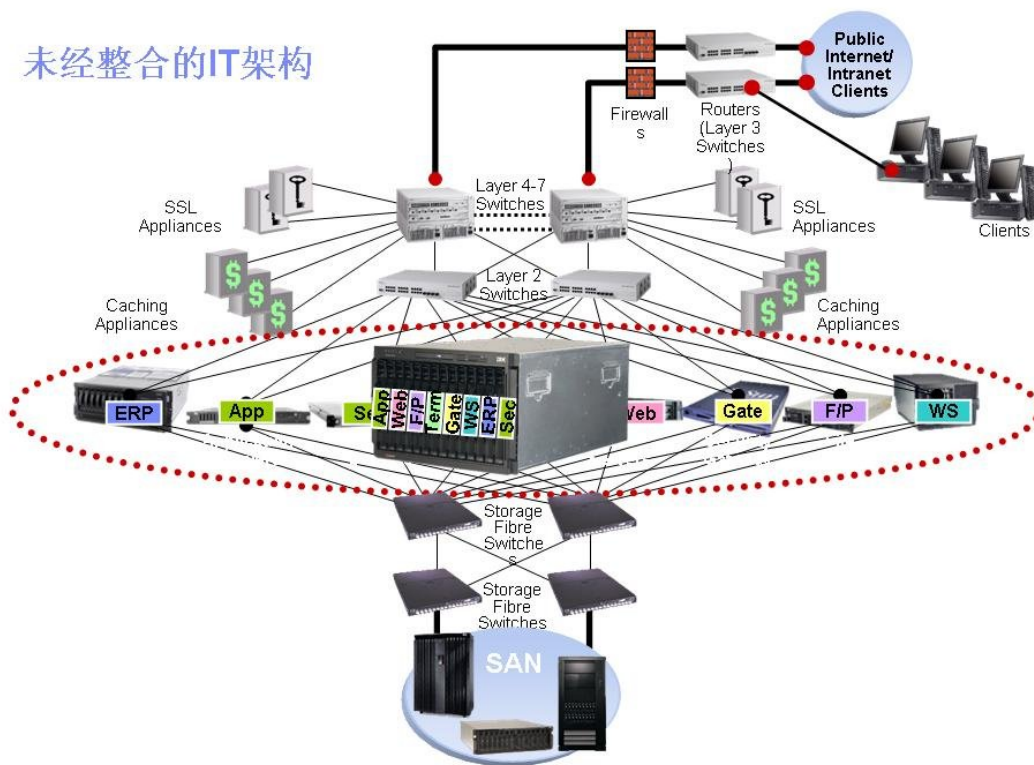 未经整合的IT架构
Public
Internet/
Intranet
Clients
Firewall
s
Routers
(Layer 3
Switches
)
Layer 4-7
Switches
SSL
Appliances
SSL
Appliances
Clients
Layer 2
Switches
Caching
Appliances
Caching
Appliances
ERP
App
Se
App
Web
F/P
Term
Gate
WS
ERP
Sec
Web
Gate
F/P
WS
Storage
Fibre
Switche
s
Storage
Fibre
Switches
SAN